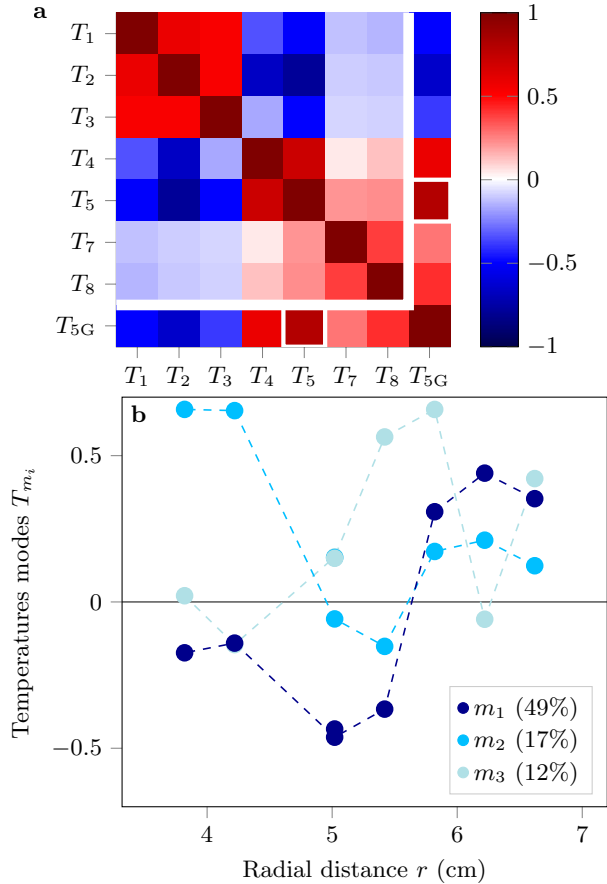 a
T1
T2
T3
T4
T5
T7
T8
T5G
T1 T2 T3 T4 T5 T7 T8 T5G
1
0.5
0
−0.5
−1
b
Temperatures modes Tmi
0.5
0
−0.5
m1 (49%)
m2 (17%)
m3 (12%)
4 5 6 7
Radial distance r (cm)